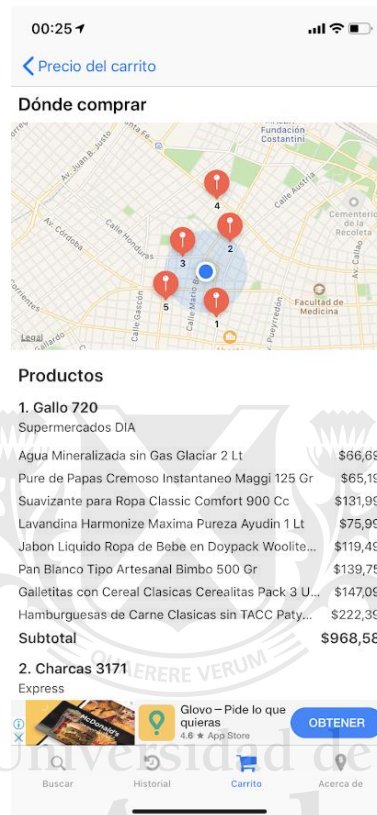 00:25
Precio del carrito
Dónde comprar
Fundación
Costantini
Santa Fe
Av. Juan B. Justo
Calle Austria
Cementerio
de la
Recoleta
Av. Córdoba
Calle Honduras
Av. Callao
4
2
3
5
1
Calle Gascón
Calle Mario B
Pueyrredón
Facultad de
Medicina
Legal
Productos
1. Gallo 720
Supermercados DIA
Agua Mineralizada sin Gas Glaciar 2 Lt $66,69
Pure de Papas Cremoso Instantaneo Maggi 125 Gr $65,19
Suavizante para Ropa Classic Comfort 900 Cc $131,99
Lavandina Harmonize Maxima Pureza Ayudin 1 Lt $75,99
Jabon Liquido Ropa de Bebe en Doypack Woolite... $119,49
Pan Blanco Tipo Artesanal Bimbo 500 Gr $139,75
Galletitas con Cereal Clasicas Cerealitas Pack 3 U... $147,09
Hamburguesas de Carne Clasicas sin TACC Paty... $222,39
Subtotal $968,58
QUAERERE VERUM
2. Charcas 3171
Express
McDonald's
Glovo – Pide lo que
quieras
4.6 ★ App Store
OBTENER
Universidad de
Buscar Historial Carrito Acerca de